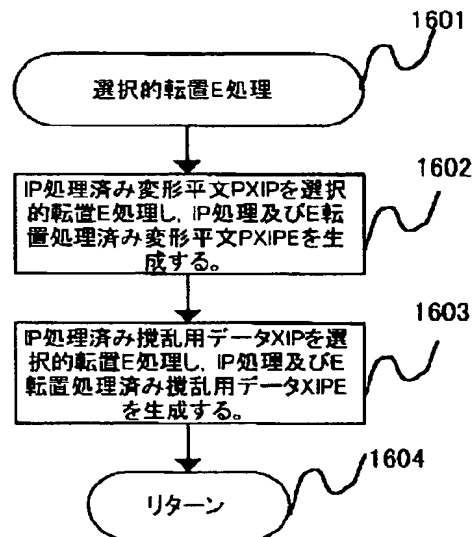 1601
選択的転置E処理
1602
IP処理済み変形平文PXIPを選択
的転置E処理し、IP処理及びE転
置処理済み変形平文PXIPEを生
成する。
1603
IP処理済み撹乱用データXIPを選
択的転置E処理し、IP処理及びE
転置処理済み撹乱用データXIPE
を生成する。
1604
リターン